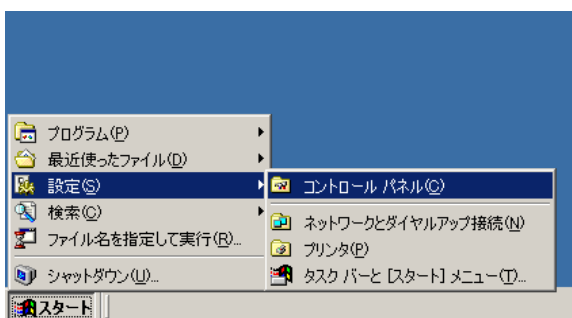 プログラム(P)
最近使ったファイル(D)
設定(S)
検索(C)
ファイル名を指定して実行(R)...
シャットダウン(U)...
コントロール パネル(C)
ネットワークとダイヤルアップ接続(N)
プリンタ(P)
タスク バーと [スタート] メニュー(T)...
スタート